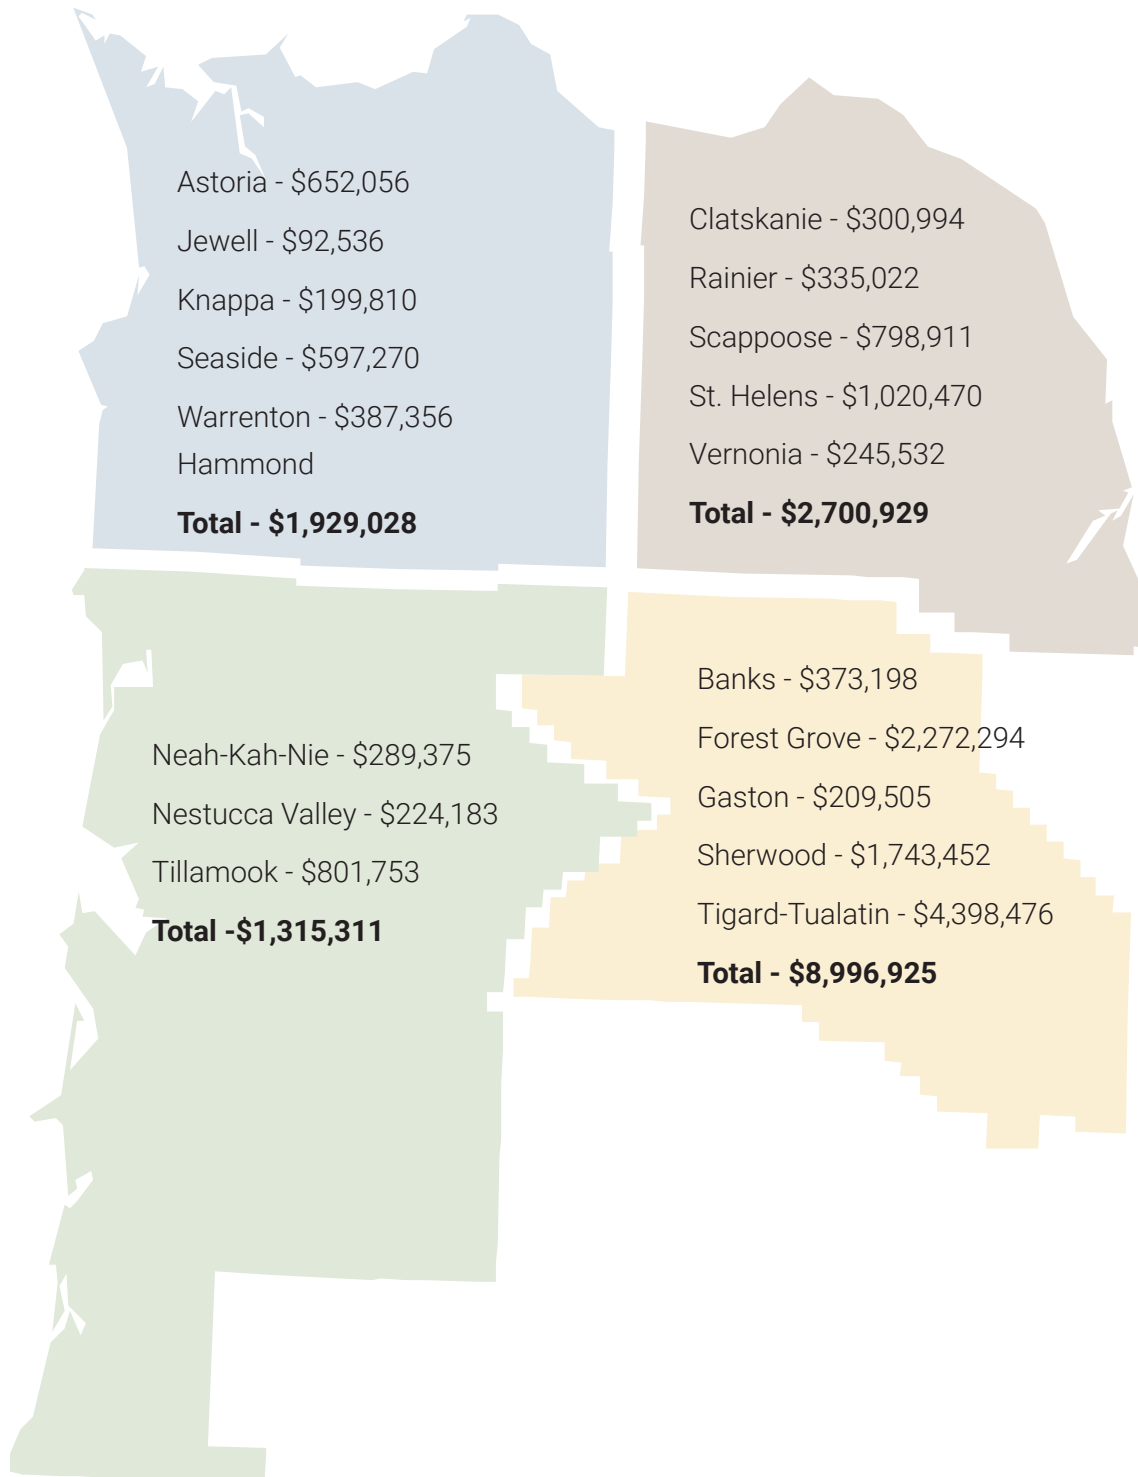 Astoria - $652,056
Jewell - $92,536
Knappa - $199,810
Seaside - $597,270
Warrenton - $387,356
Hammond
Total - $1,929,028
Clatskanie - $300,994
Rainier - $335,022
Scappoose - $798,911
St. Helens - $1,020,470
Vernonia - $245,532
Total - $2,700,929
Neah-Kah-Nie - $289,375
Nestucca Valley - $224,183
Tillamook - $801,753
Total -$1,315,311
Banks - $373,198
Forest Grove - $2,272,294
Gaston - $209,505
Sherwood - $1,743,452
Tigard-Tualatin - $4,398,476
Total - $8,996,925